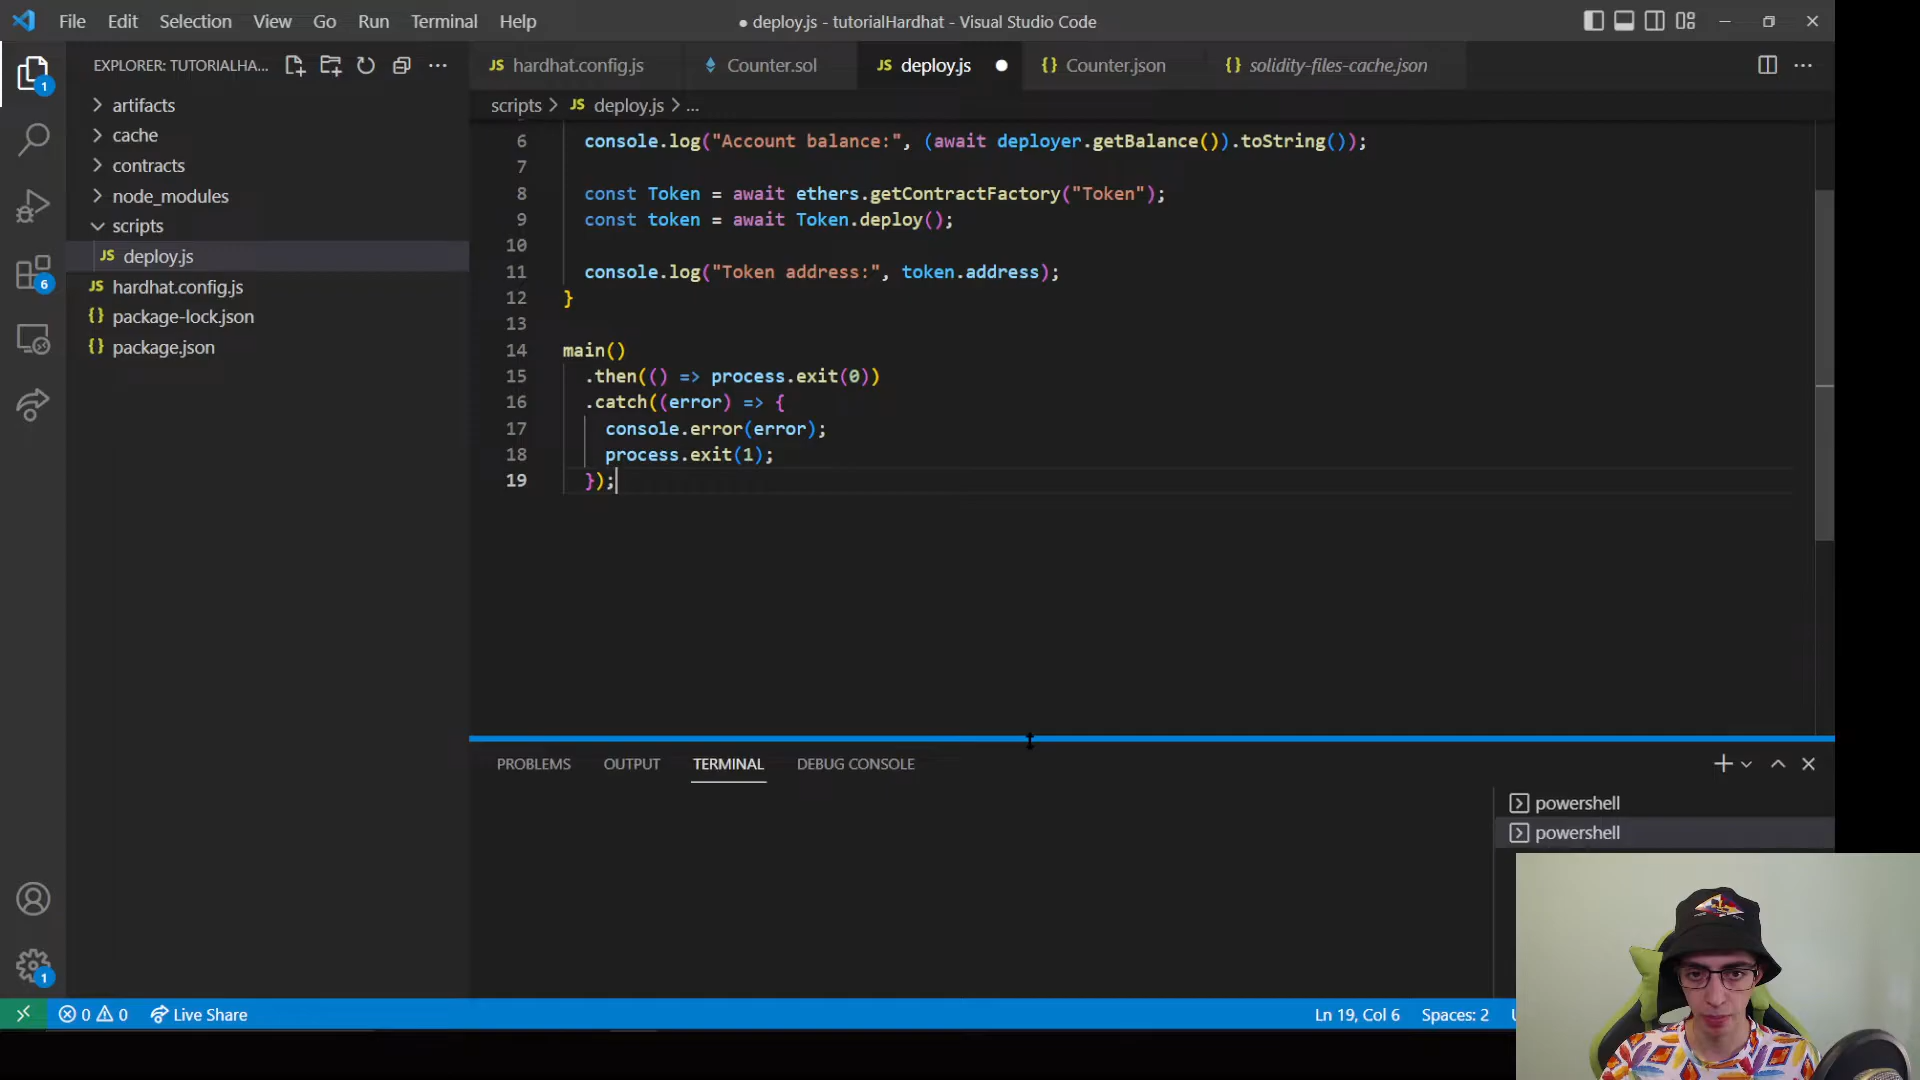 File Edit Selection View Go Run Terminal Help
● deploy.js - tutorialHardhat - Visual Studio Code
EXPLORER: TUTORIALHA...
artifacts
cache
contracts
node_modules
scripts
JS deploy.js
JS hardhat.config.js
{} package-lock.json
{} package.json
1
6
1
JS hardhat.config.js
Counter.sol
JS deploy.js
{} Counter.json
{} solidity-files-cache.json
scripts > JS deploy.js > ...
6 console.log("Account balance:", (await deployer.getBalance()).toString());
7
8 const Token = await ethers.getContractFactory("Token");
9 const token = await Token.deploy();
10
11 console.log("Token address:", token.address);
12 }
13
14 main()
15 .then(() => process.exit(0))
16 .catch((error) => {
17 console.error(error);
18 process.exit(1);
19 });
PROBLEMS OUTPUT TERMINAL DEBUG CONSOLE
powershell
powershell
0 0 Live Share
Ln 19, Col 6 Spaces: 2